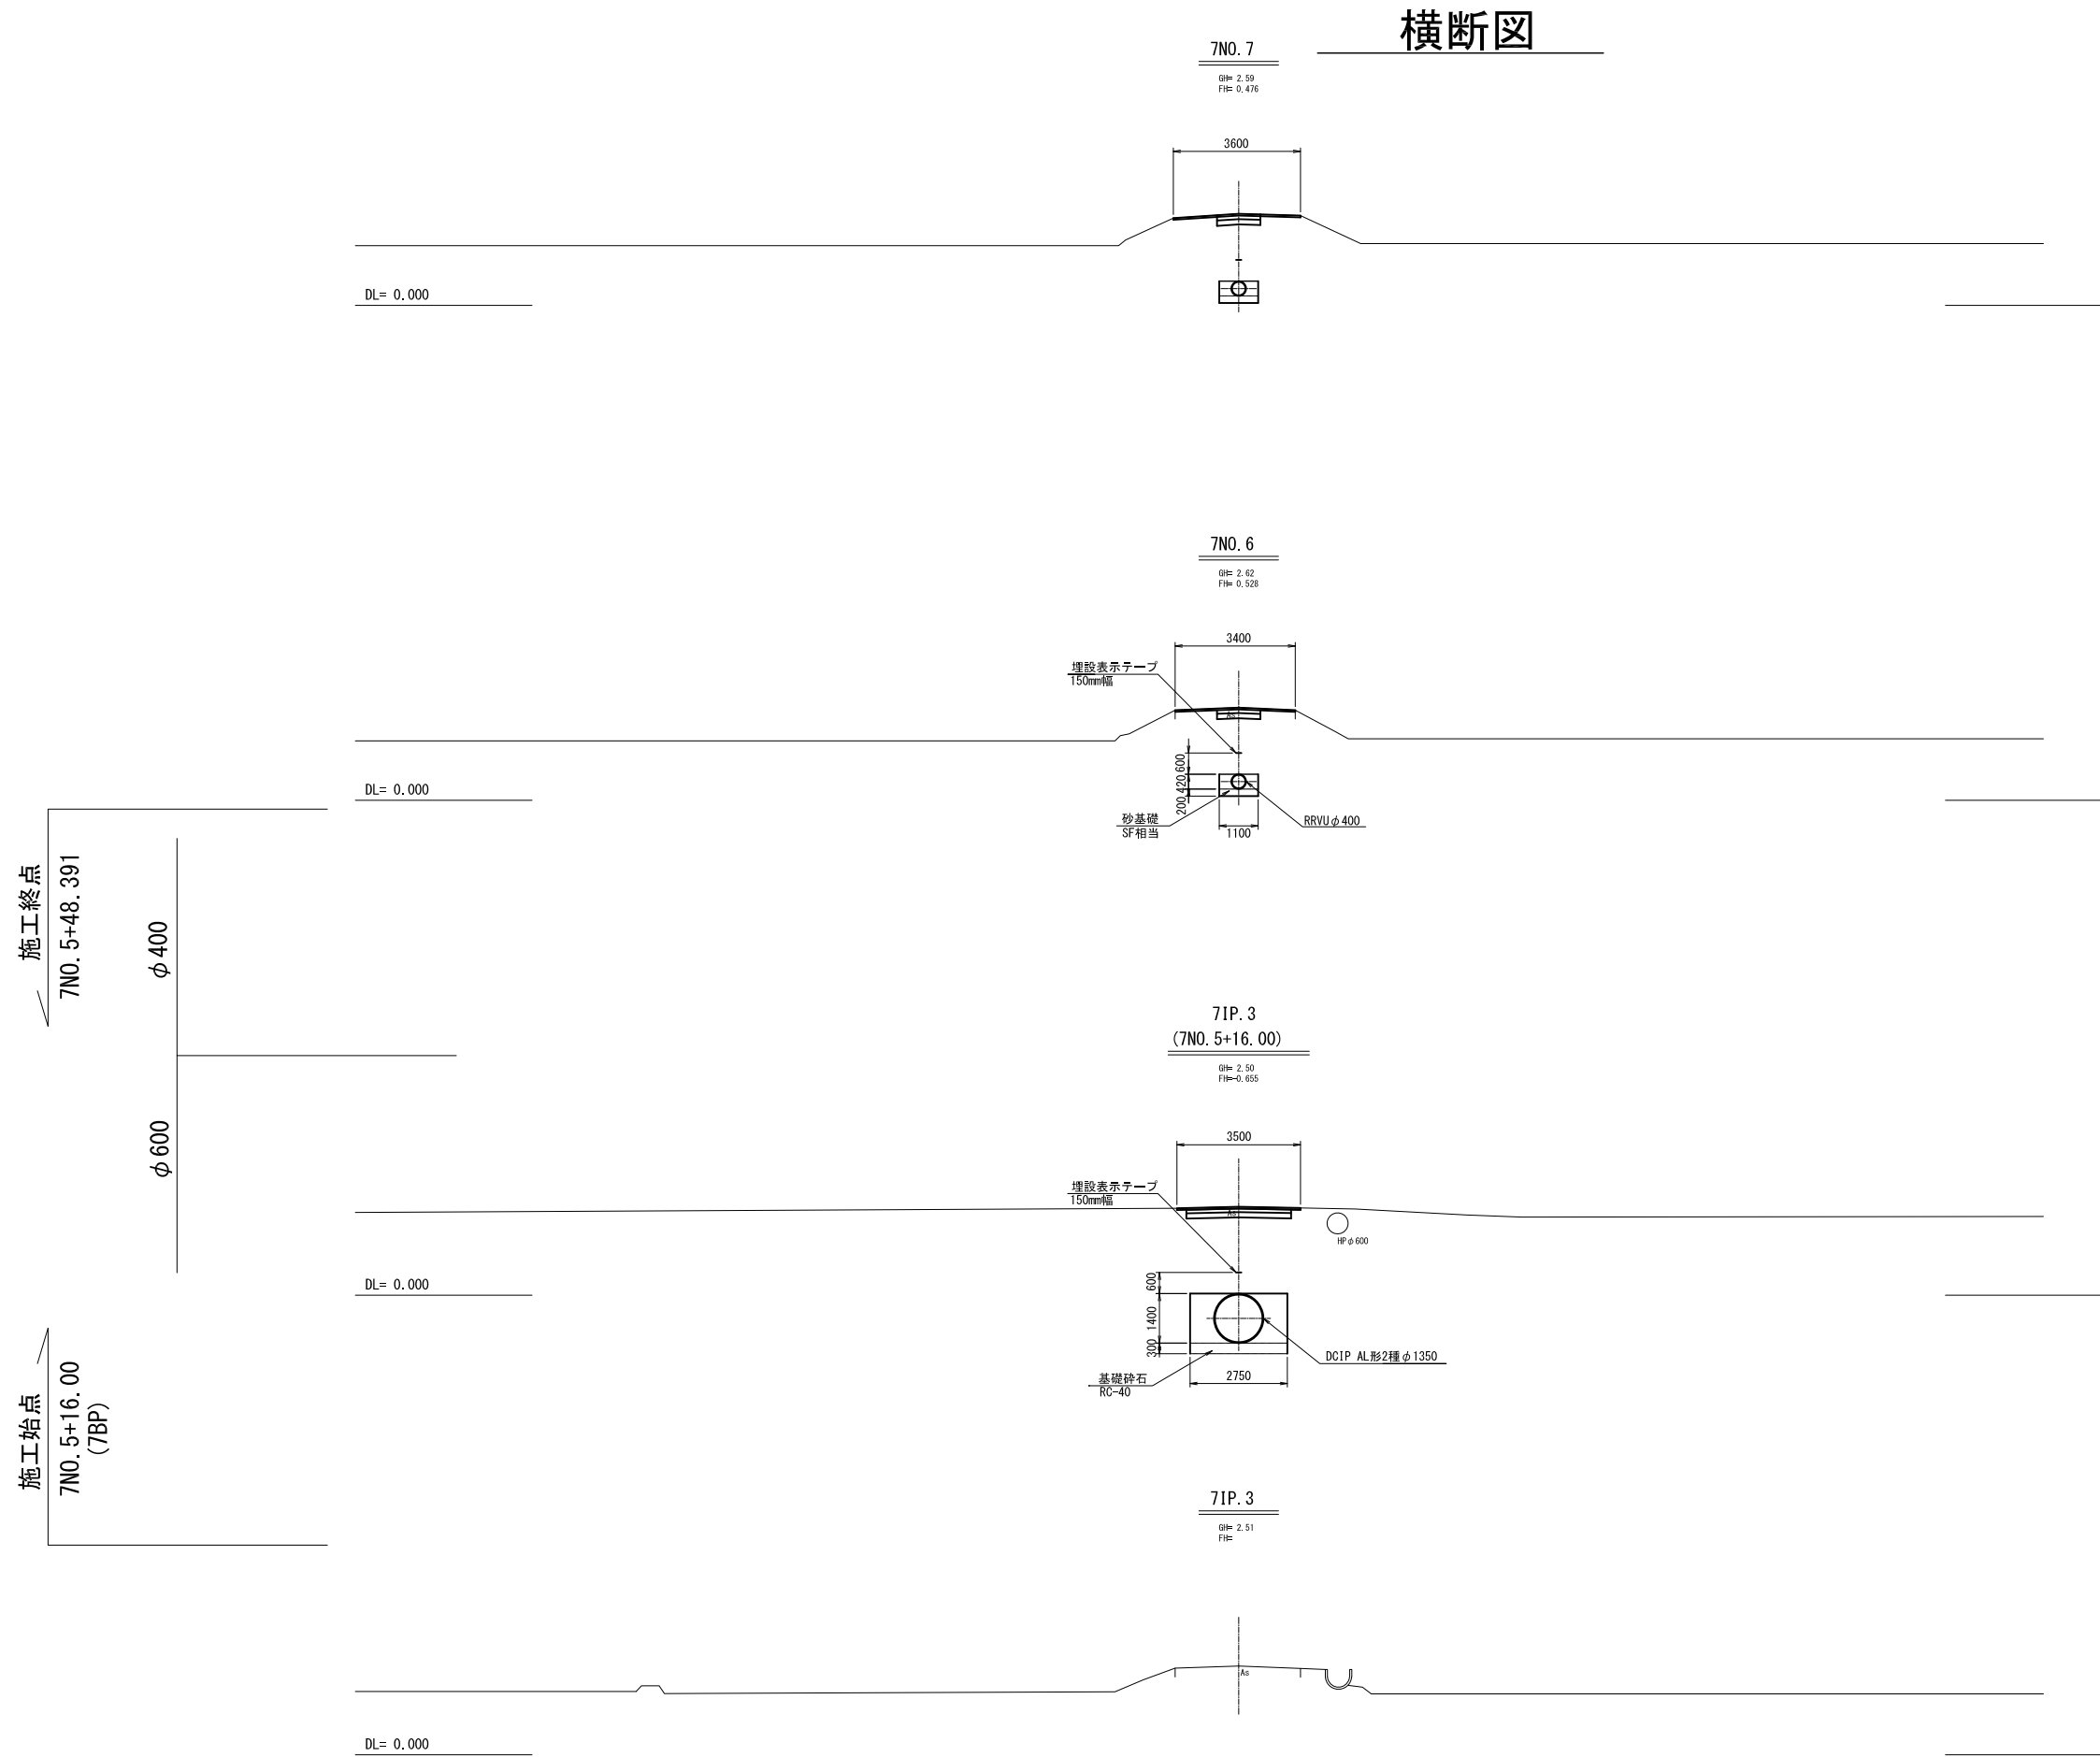 横断図
7NO.7
GH= 2.59
FH= 0.476
3600
DL= 0.000
7NO.6
GH= 2.62
FH= 0.528
3400
埋設表示テープ
150mm幅
As
600
420
200
砂基礎
SF相当
1100
RRVUφ400
DL= 0.000
施工終点
7NO.5+48.391
φ400
7IP.3
(7NO.5+16.00)
GH= 2.50
FH=-0.655
φ600
3500
埋設表示テープ
150mm幅
As
HPφ600
600
1400
300
DL= 0.000
DCIP AL形2種φ1350
基礎砕石
RC-40
2750
施工始点
7NO.5+16.00
(7BP)
7IP.3
GH= 2.51
FH=
As
DL= 0.000